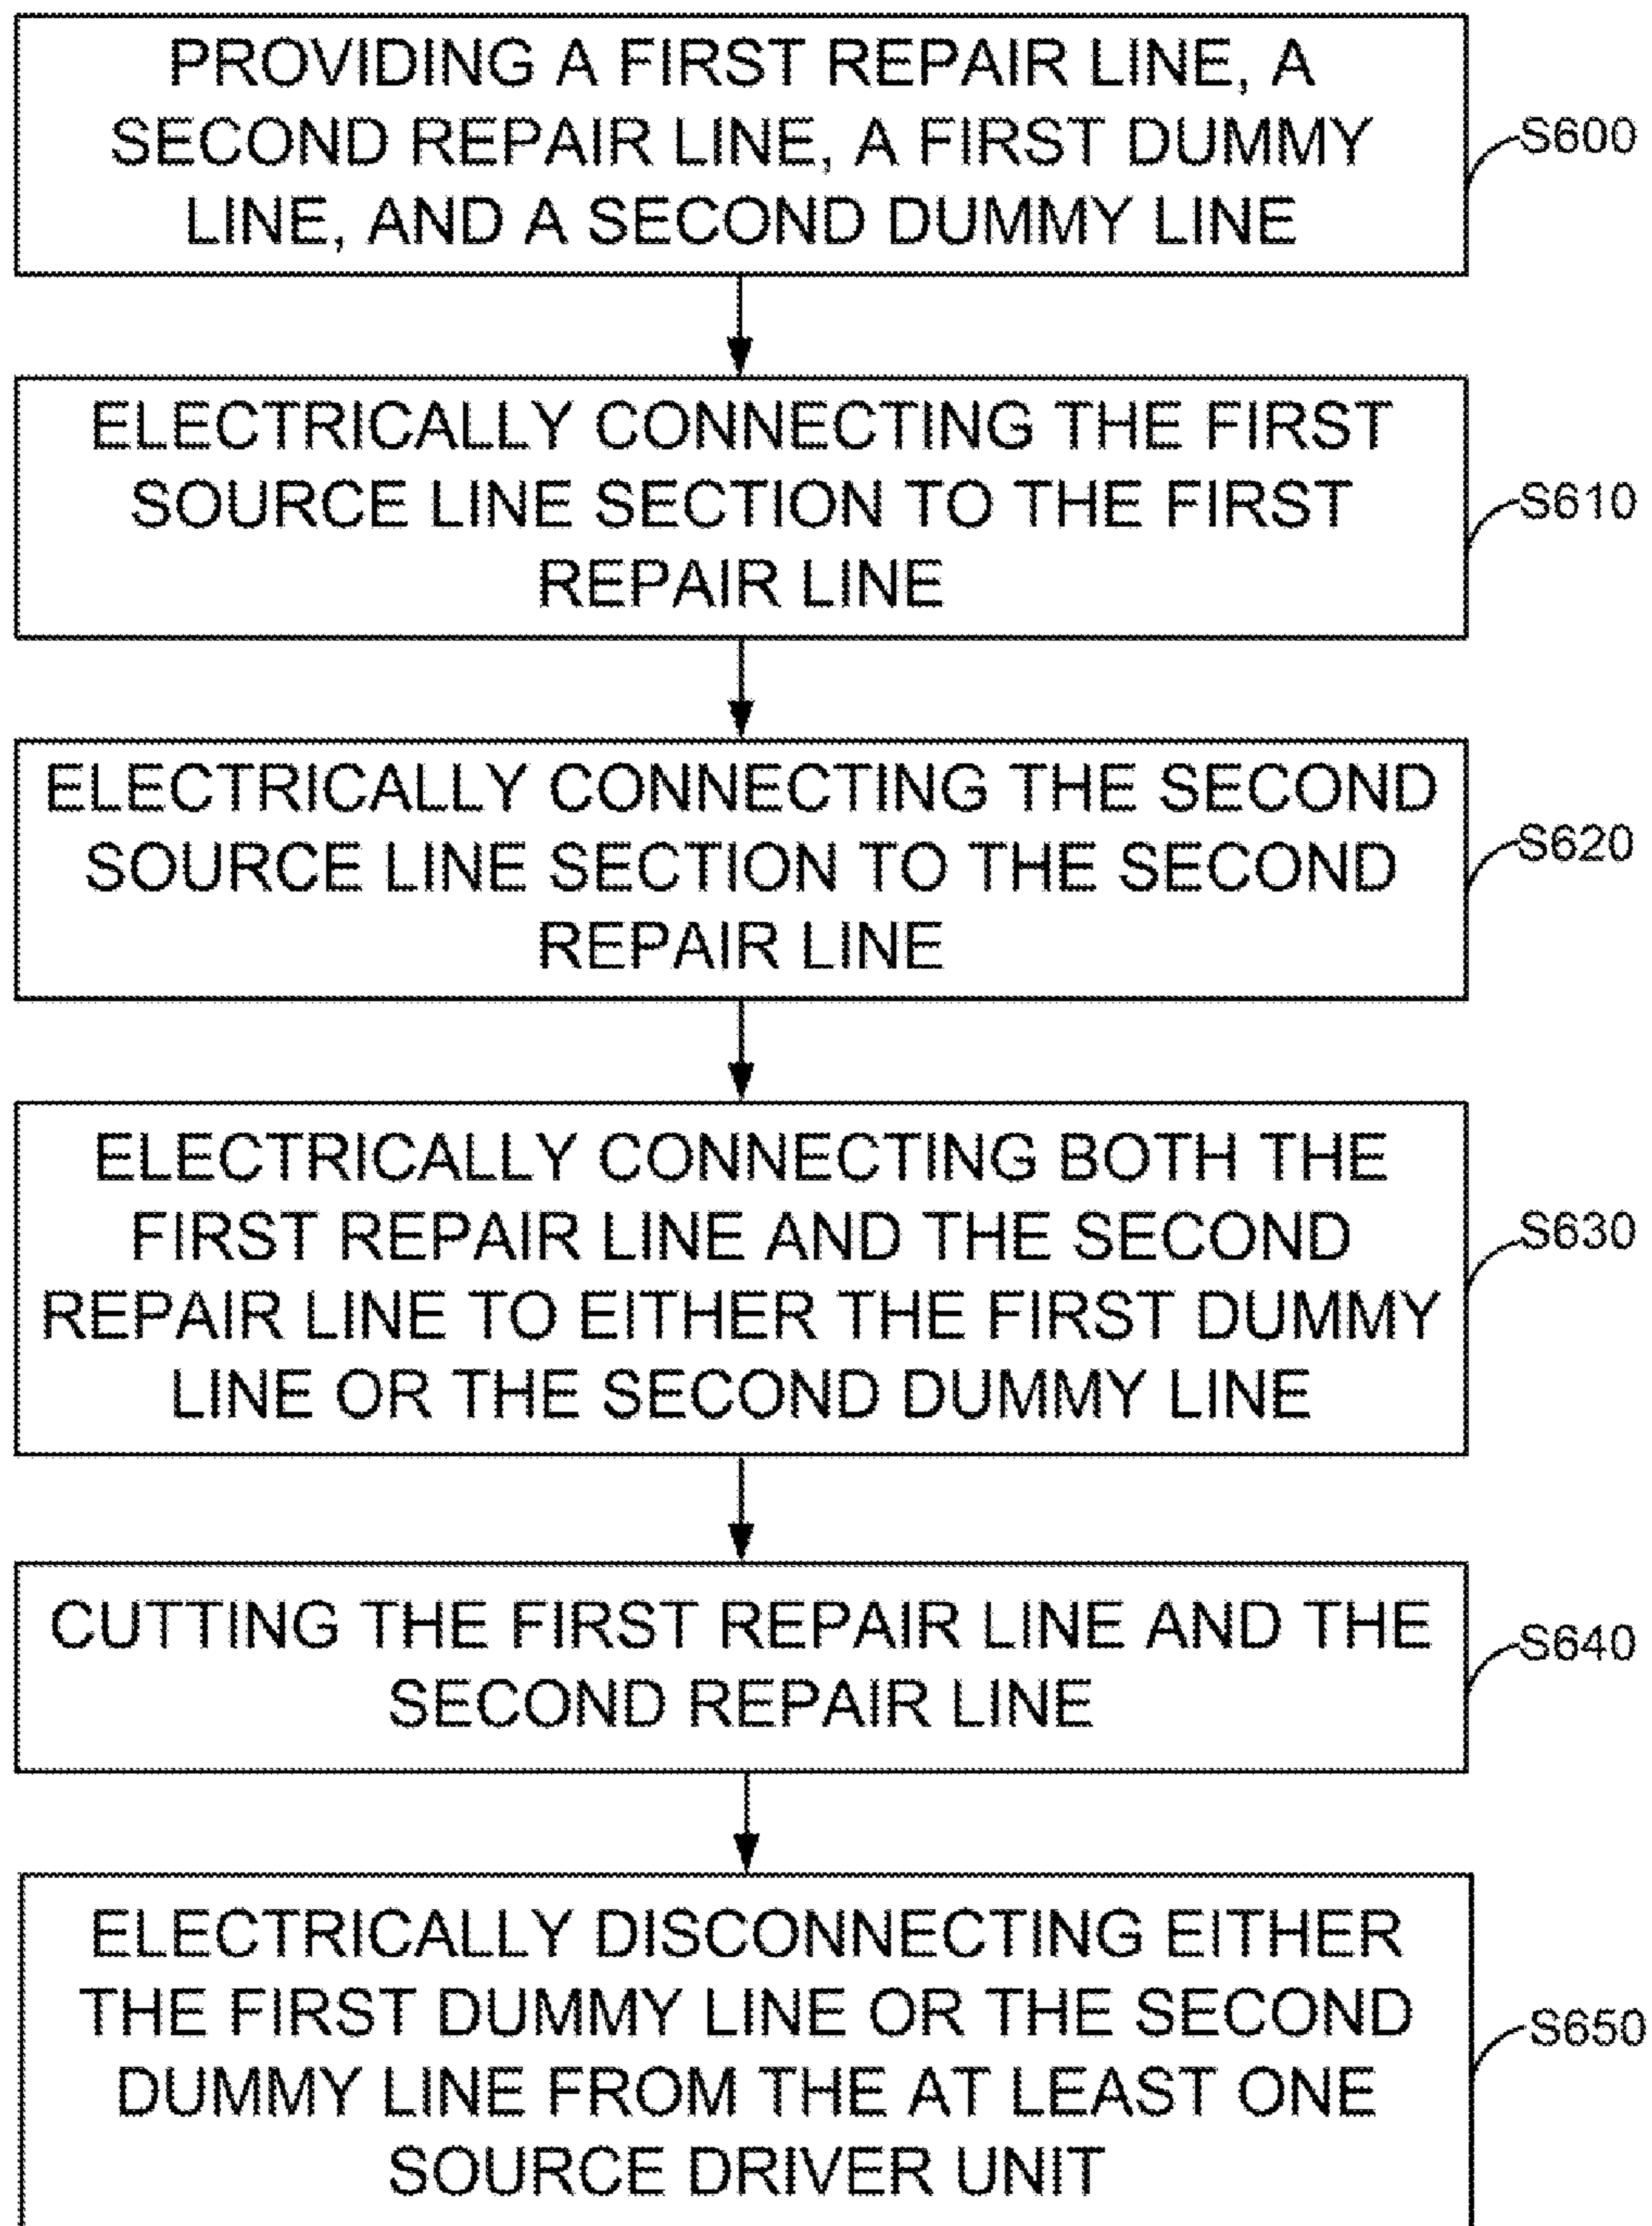 PROVIDING A FIRST REPAIR LINE, A
SECOND REPAIR LINE, A FIRST DUMMY
LINE, AND A SECOND DUMMY LINE
S600
ELECTRICALLY CONNECTING THE FIRST
SOURCE LINE SECTION TO THE FIRST
REPAIR LINE
S610
ELECTRICALLY CONNECTING THE SECOND
SOURCE LINE SECTION TO THE SECOND
REPAIR LINE
S620
ELECTRICALLY CONNECTING BOTH THE
FIRST REPAIR LINE AND THE SECOND
REPAIR LINE TO EITHER THE FIRST DUMMY
LINE OR THE SECOND DUMMY LINE
S630
CUTTING THE FIRST REPAIR LINE AND THE
SECOND REPAIR LINE
S640
ELECTRICALLY DISCONNECTING EITHER
THE FIRST DUMMY LINE OR THE SECOND
DUMMY LINE FROM THE AT LEAST ONE
SOURCE DRIVER UNIT
S650